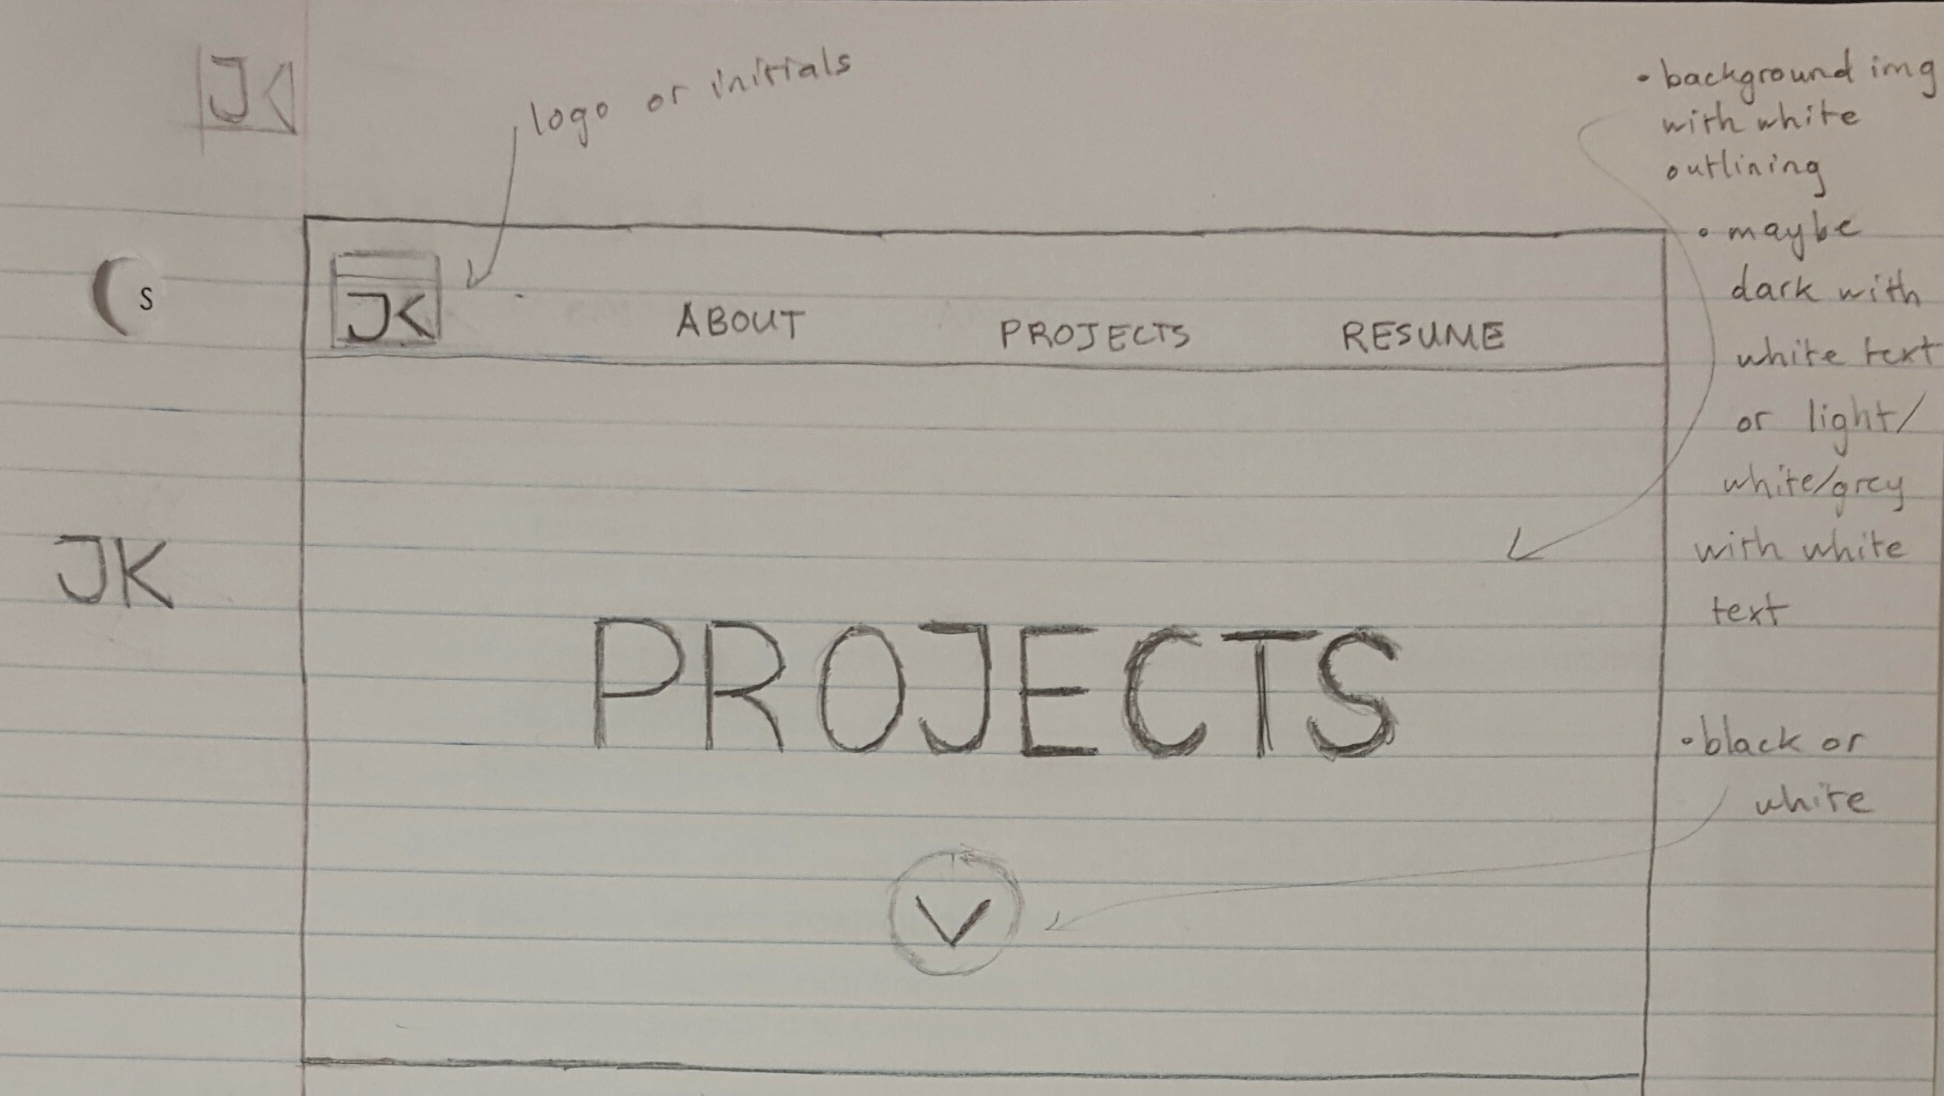 JK
logo or initials
• background img
with white
outlining
• maybe
dark with
white text
or light/
white/grey
with white
text
s
JK
ABOUT
PROJECTS
RESUME
JK
PROJECTS
• black or
white